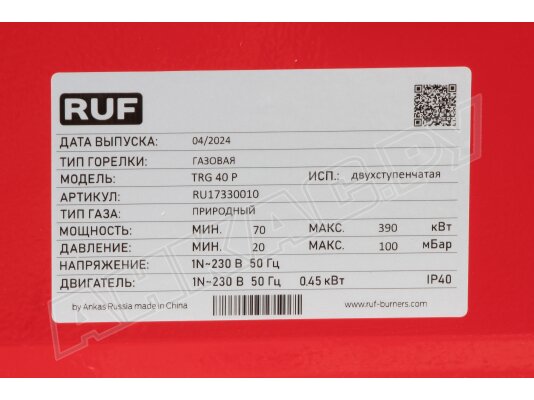 RUF
ДАТА ВЫПУСКА: 04/2024
ТИП ГОРЕЛКИ: ГАЗОВАЯ
МОДЕЛЬ: TRG 40 P ИСП.: двухступенчатая
АРТИКУЛ: RU17330010
ТИП ГАЗА: ПРИРОДНЫЙ
МОЩНОСТЬ: МИН. 70 МАКС. 390 кВт
ДАВЛЕНИЕ: МИН. 20 МАКС. 100 мБар
НАПРЯЖЕНИЕ: 1N~230 В 50 Гц
ДВИГАТЕЛЬ: 1N~230 В 50 Гц 0.45 кВт IP40
by Ankas Russia made in China www.ruf-burners.com
ANKAS.BY